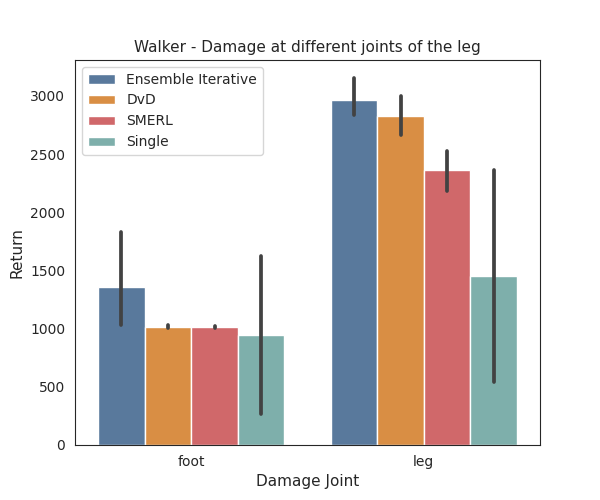 Walker - Damage at different joints of the leg
Ensemble Iterative
DvD
SMERL
Single
3000
2500
2000
1500
1000
500
0
Return
foot
leg
Damage Joint